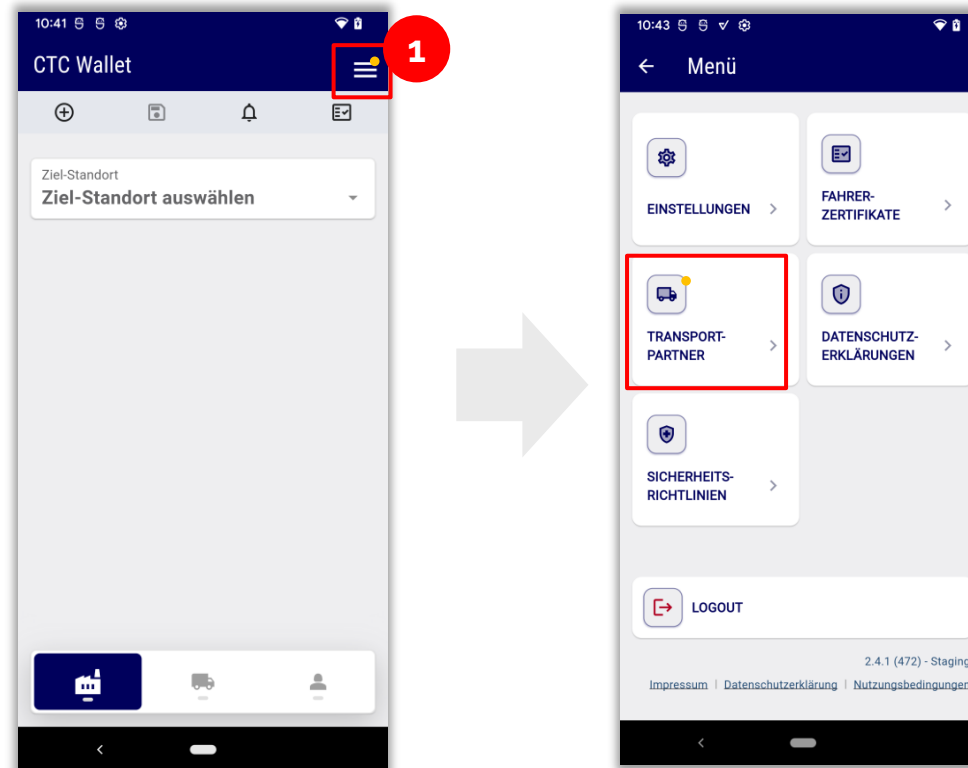 10:41
CTC Wallet
1
Ziel-Standort
Ziel-Standort auswählen
10:43
Menü
EINSTELLUNGEN
FAHRER-
ZERTIFIKATE
TRANSPORT-
PARTNER
DATENSCHUTZ-
ERKLÄRUNGEN
SICHERHEITS-
RICHTLINIEN
LOGOUT
2.4.1 (472) - Staging
Impressum | Datenschutzerklärung | Nutzungsbedingungen